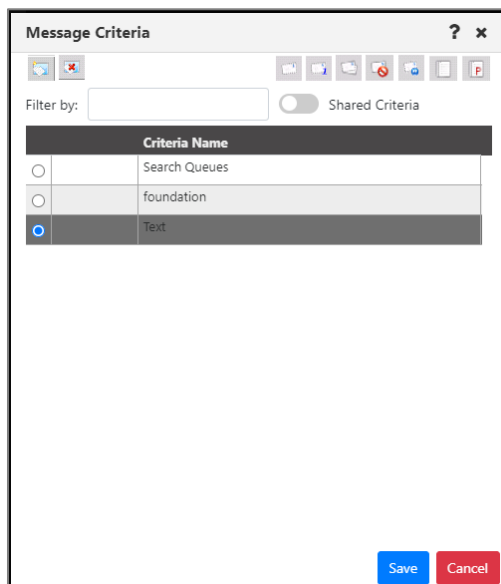 Message Criteria ? ×
Filter by: Shared Criteria
Criteria Name
Search Queues
foundation
Text
Save Cancel